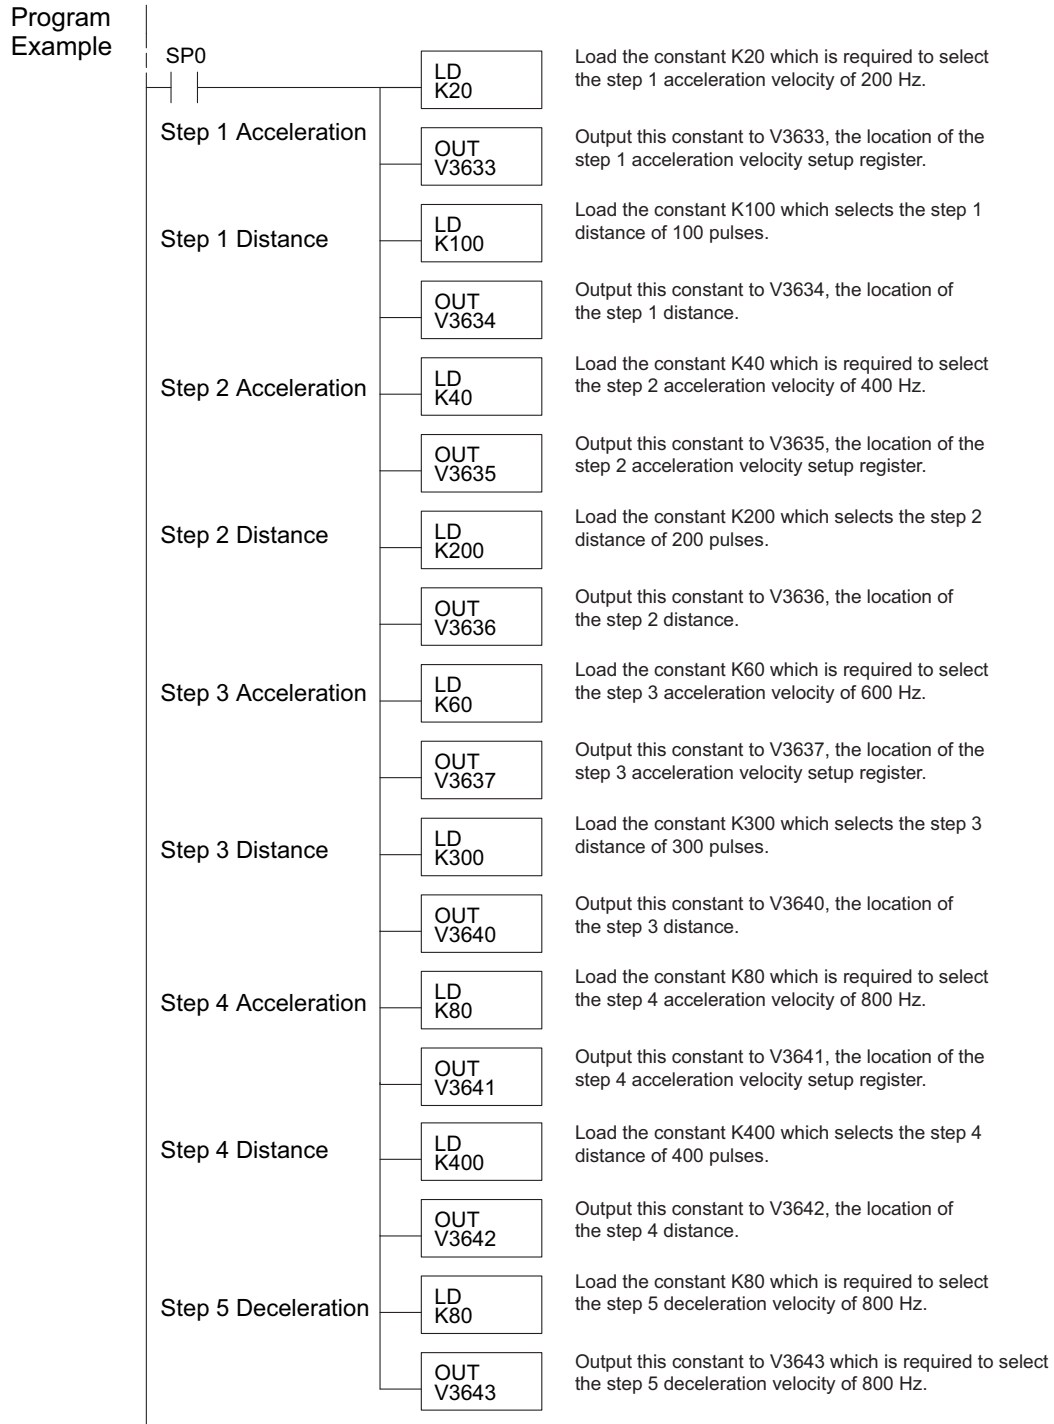 Program
Example
SP0
LD
K20
Load the constant K20 which is required to select
the step 1 acceleration velocity of 200 Hz.
Step 1 Acceleration
OUT
V3633
Output this constant to V3633, the location of the
step 1 acceleration velocity setup register.
Step 1 Distance
LD
K100
Load the constant K100 which selects the step 1
distance of 100 pulses.
OUT
V3634
Output this constant to V3634, the location of
the step 1 distance.
Step 2 Acceleration
LD
K40
Load the constant K40 which is required to select
the step 2 acceleration velocity of 400 Hz.
OUT
V3635
Output this constant to V3635, the location of the
step 2 acceleration velocity setup register.
Step 2 Distance
LD
K200
Load the constant K200 which selects the step 2
distance of 200 pulses.
OUT
V3636
Output this constant to V3636, the location of
the step 2 distance.
Step 3 Acceleration
LD
K60
Load the constant K60 which is required to select
the step 3 acceleration velocity of 600 Hz.
OUT
V3637
Output this constant to V3637, the location of the
step 3 acceleration velocity setup register.
Step 3 Distance
LD
K300
Load the constant K300 which selects the step 3
distance of 300 pulses.
OUT
V3640
Output this constant to V3640, the location of
the step 3 distance.
Step 4 Acceleration
LD
K80
Load the constant K80 which is required to select
the step 4 acceleration velocity of 800 Hz.
OUT
V3641
Output this constant to V3641, the location of the
step 4 acceleration velocity setup register.
Step 4 Distance
LD
K400
Load the constant K400 which selects the step 4
distance of 400 pulses.
OUT
V3642
Output this constant to V3642, the location of
the step 4 distance.
Step 5 Deceleration
LD
K80
Load the constant K80 which is required to select
the step 5 deceleration velocity of 800 Hz.
OUT
V3643
Output this constant to V3643 which is required to select
the step 5 deceleration velocity of 800 Hz.